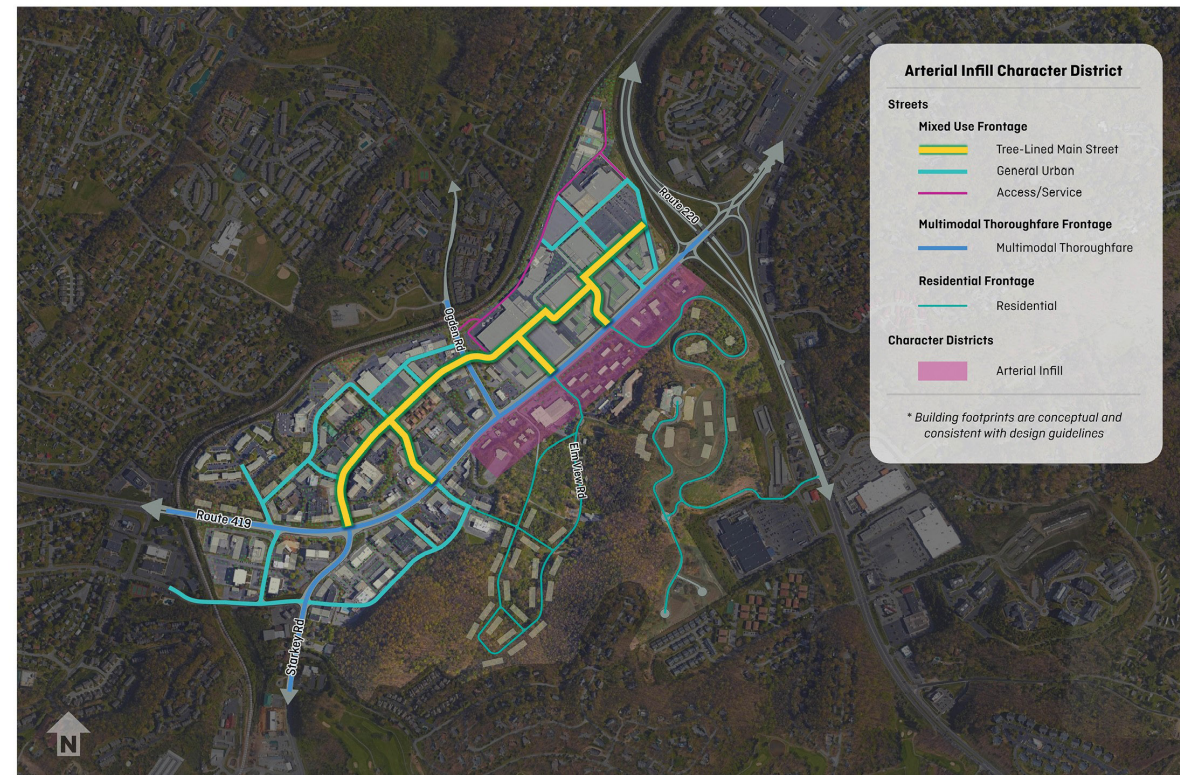 Arterial Infill Character District
Streets
Mixed Use Frontage
Tree-Lined Main Street
General Urban
Access/Service
Multimodal Thoroughfare Frontage
Multimodal Thoroughfare
Residential Frontage
Residential
Character Districts
Arterial Infill
* Building footprints are conceptual and
consistent with design guidelines
Route 220
Ogden Rd
Elm View Rd
Route 419
Starkey Rd
N